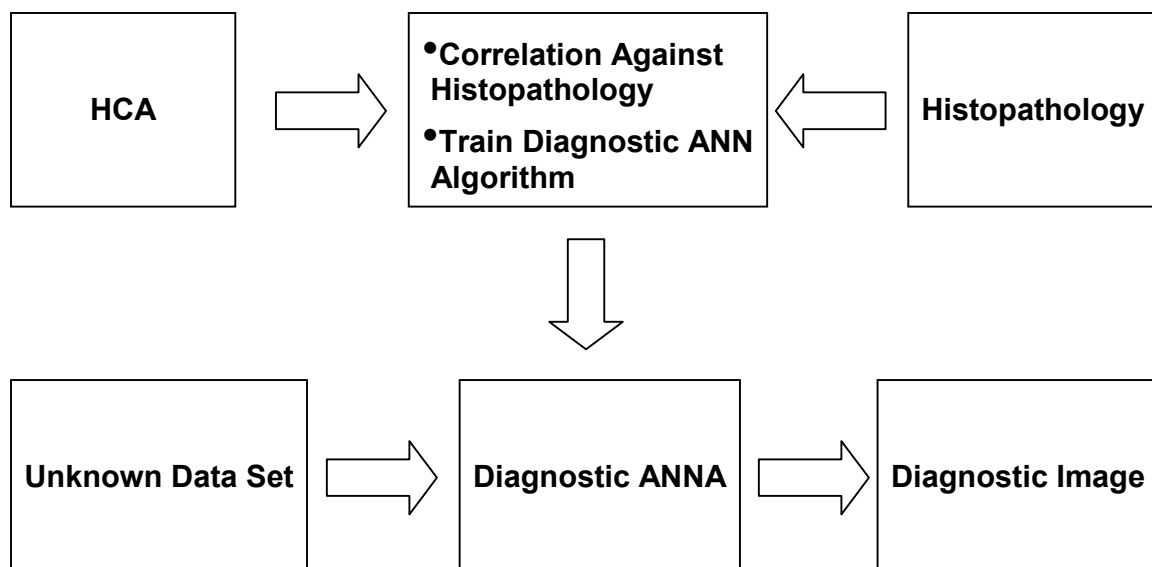 HCA
•Correlation Against
Histopathology
•Train Diagnostic ANN
Algorithm
Histopathology
Unknown Data Set
Diagnostic ANNA
Diagnostic Image